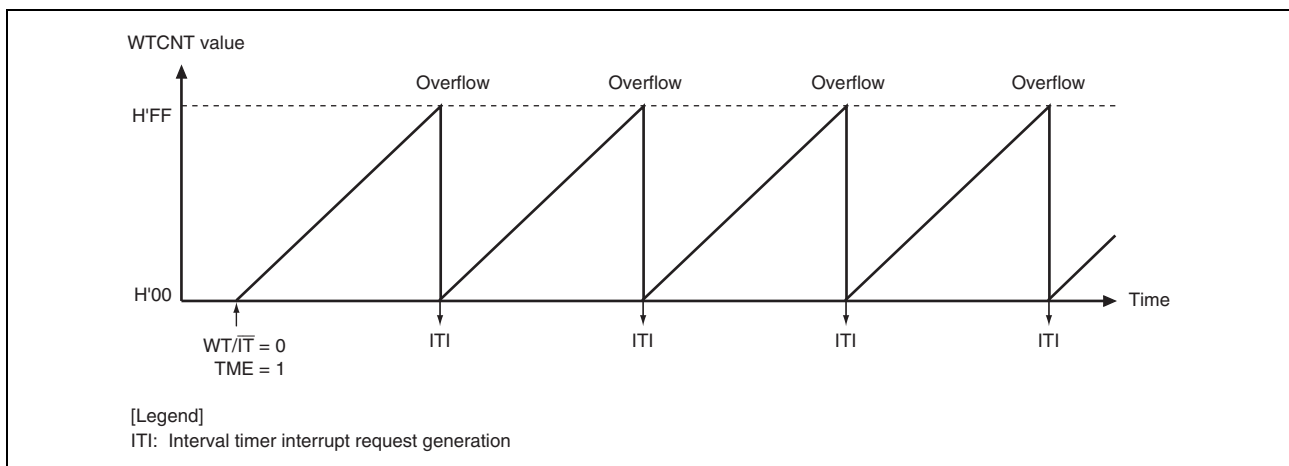 WTCNT value
Overflow Overflow Overflow Overflow
H'FF
H'00
Time
WT/I̅T̅ = 0
TME = 1
ITI ITI ITI ITI
[Legend]
ITI: Interval timer interrupt request generation